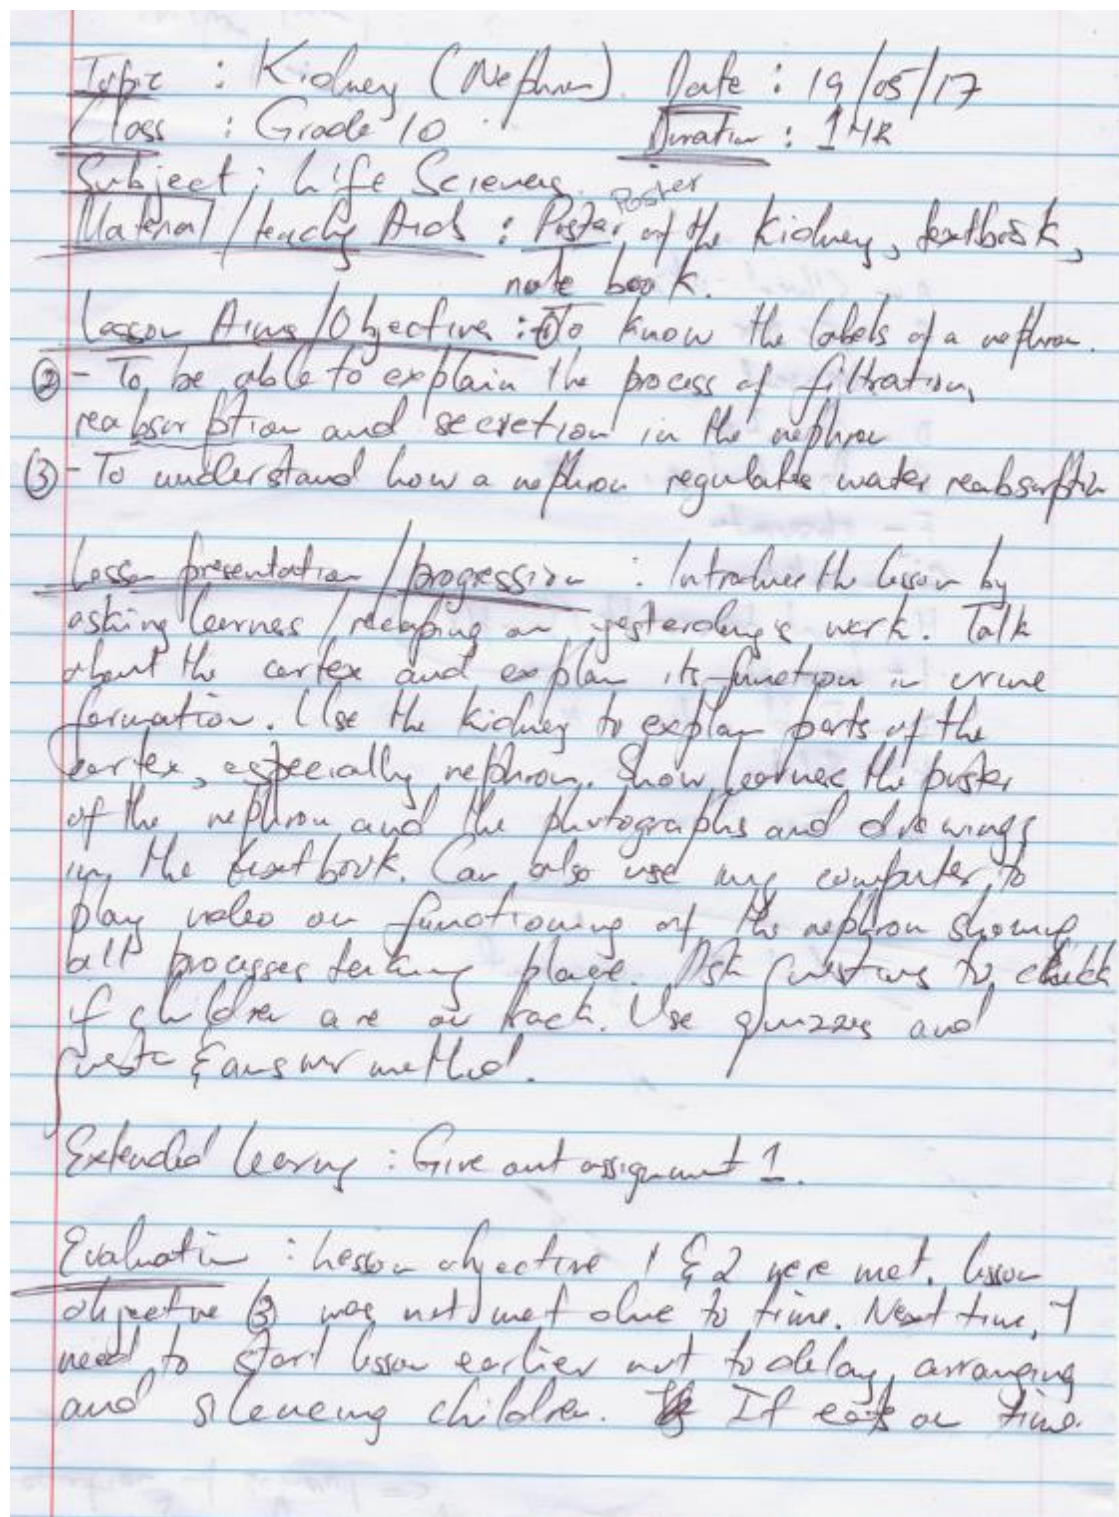 Topic : Kidney (Nephron). Date : 19/05/17
Class : Grade 10. Duration : 1 HR
Subject : Life Sciences.
Poster
Material / teaching Aids : Poster of the Kidney, textbook,
note book.
Lesson Aims/Objective : ① To know the labels of a nephron.
② - To be able to explain the process of filtration,
reabsorption and secretion in the nephron
③ - To understand how a nephron regulates water reabsorption
Lesson presentation / progression : Introduce the lesson by
asking learners / recaping on yesterday's work. Talk
about the cortex and explain its function in urine
formation. Use the kidney to explain parts of the
cortex, especially nephron. Show learners the poster
of the nephron and the photographs and drawings
in the textbook. Can also use my computer to
play video on functioning of the nephron showing
all processes taking place. Ask questions to check
if children are on track. Use quizzes and
& answer method.
Extended learning : Give out assignment 1.
Evaluation : Lesson objective 1 & 2 were met. Lesson
objective ③ was not met due to time. Next time, I
need to start lesson earlier not to delay arranging
and silencing children. If on time.